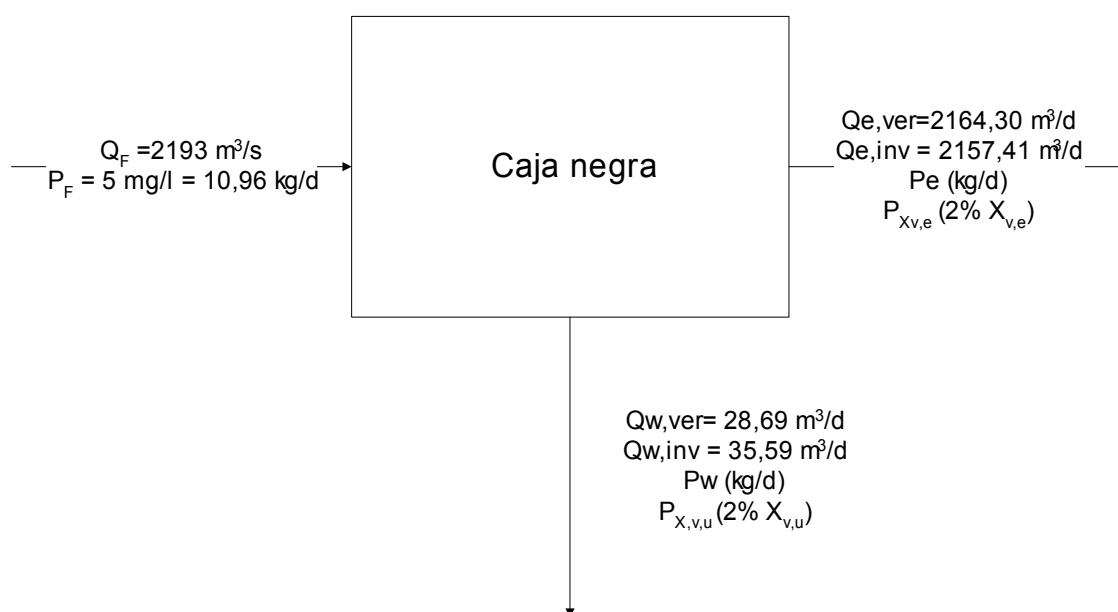 Q_F =2193 m³/s
P_F = 5 mg/l = 10,96 kg/d
Caja negra
Qe,ver=2164,30 m³/d
Qe,inv = 2157,41 m³/d
Pe (kg/d)
P_Xv,e (2% X_v,e)
Qw,ver= 28,69 m³/d
Qw,inv = 35,59 m³/d
Pw (kg/d)
P_X,v,u (2% X_v,u)